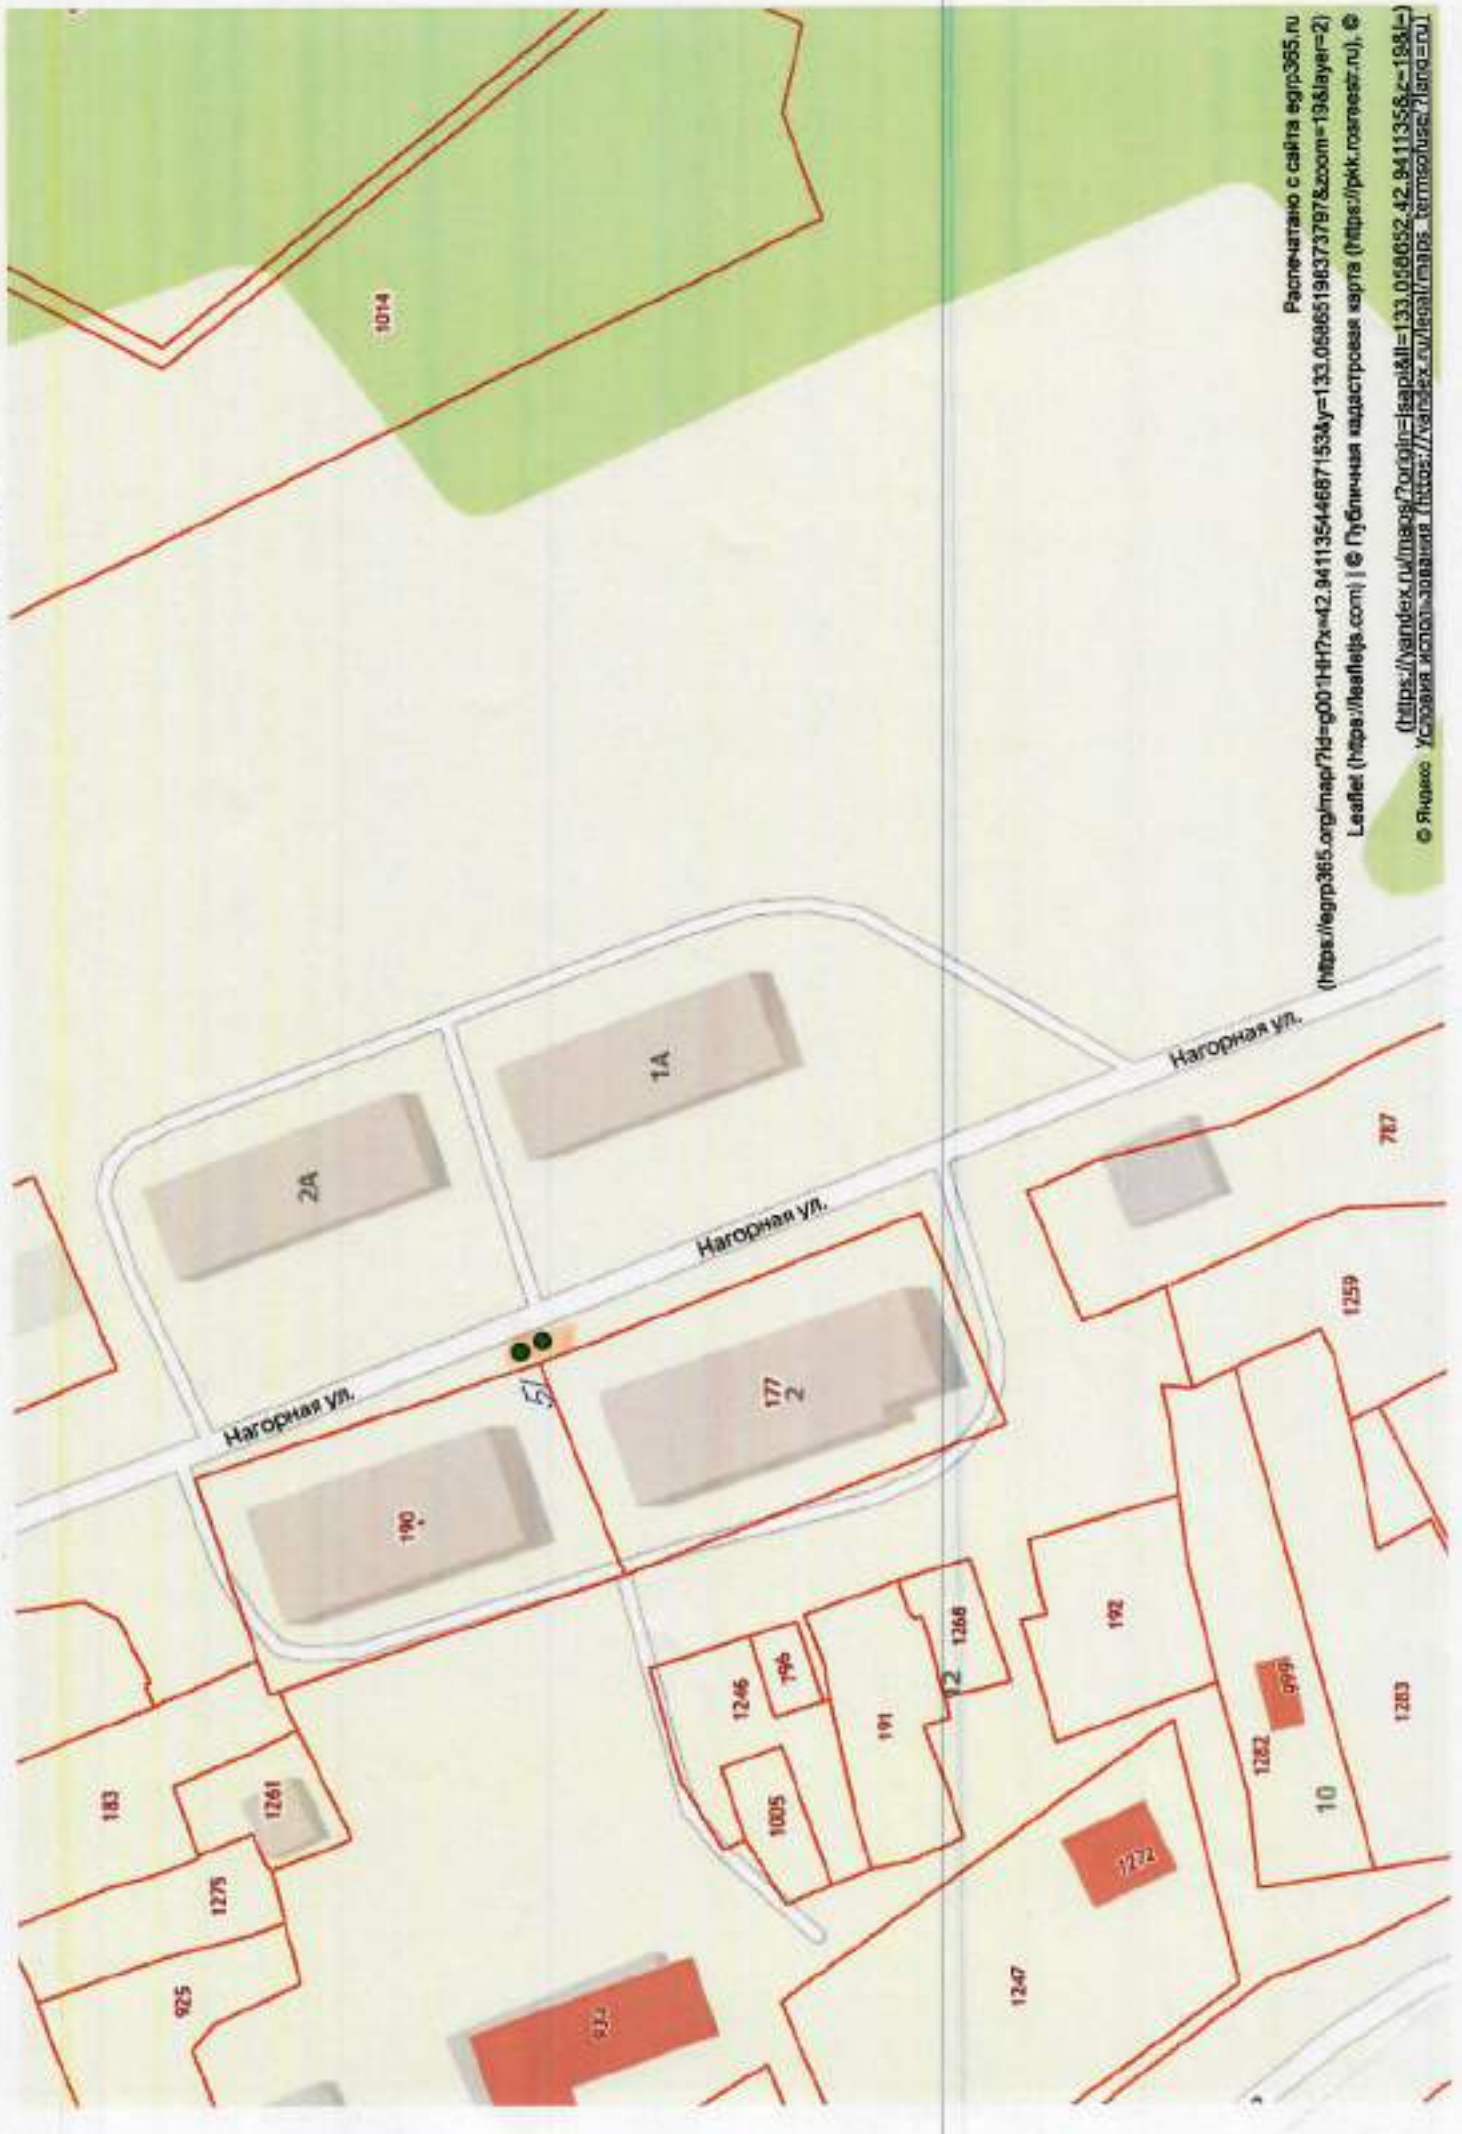 1014
2А
1А
Нагорная ул.
Нагорная ул.
Нагорная ул.
51
190
177
2
183
1261
1275
925
1246
796
1005
191
1268
12
192
787
1259
999
1282
10
1283
1272
1247
Распечатано с сайта egrp365.ru
(https://egrp365.org/map/?id=g001HH?x=42.94113544687153&y=133.05865519837379?&zoom=19&layer=2)
Leaflet (https://leafletjs.com) | © Публичная кадастровая карта (https://pkk.rosreestr.ru), ©
(https://yandex.ru/maps/?origin=jsapi&ll=133.058652,42.941135&z=19&l=)
© Яндекс Условия использования (https://yandex.ru/legal/maps_termsofuse/?lang=ru)